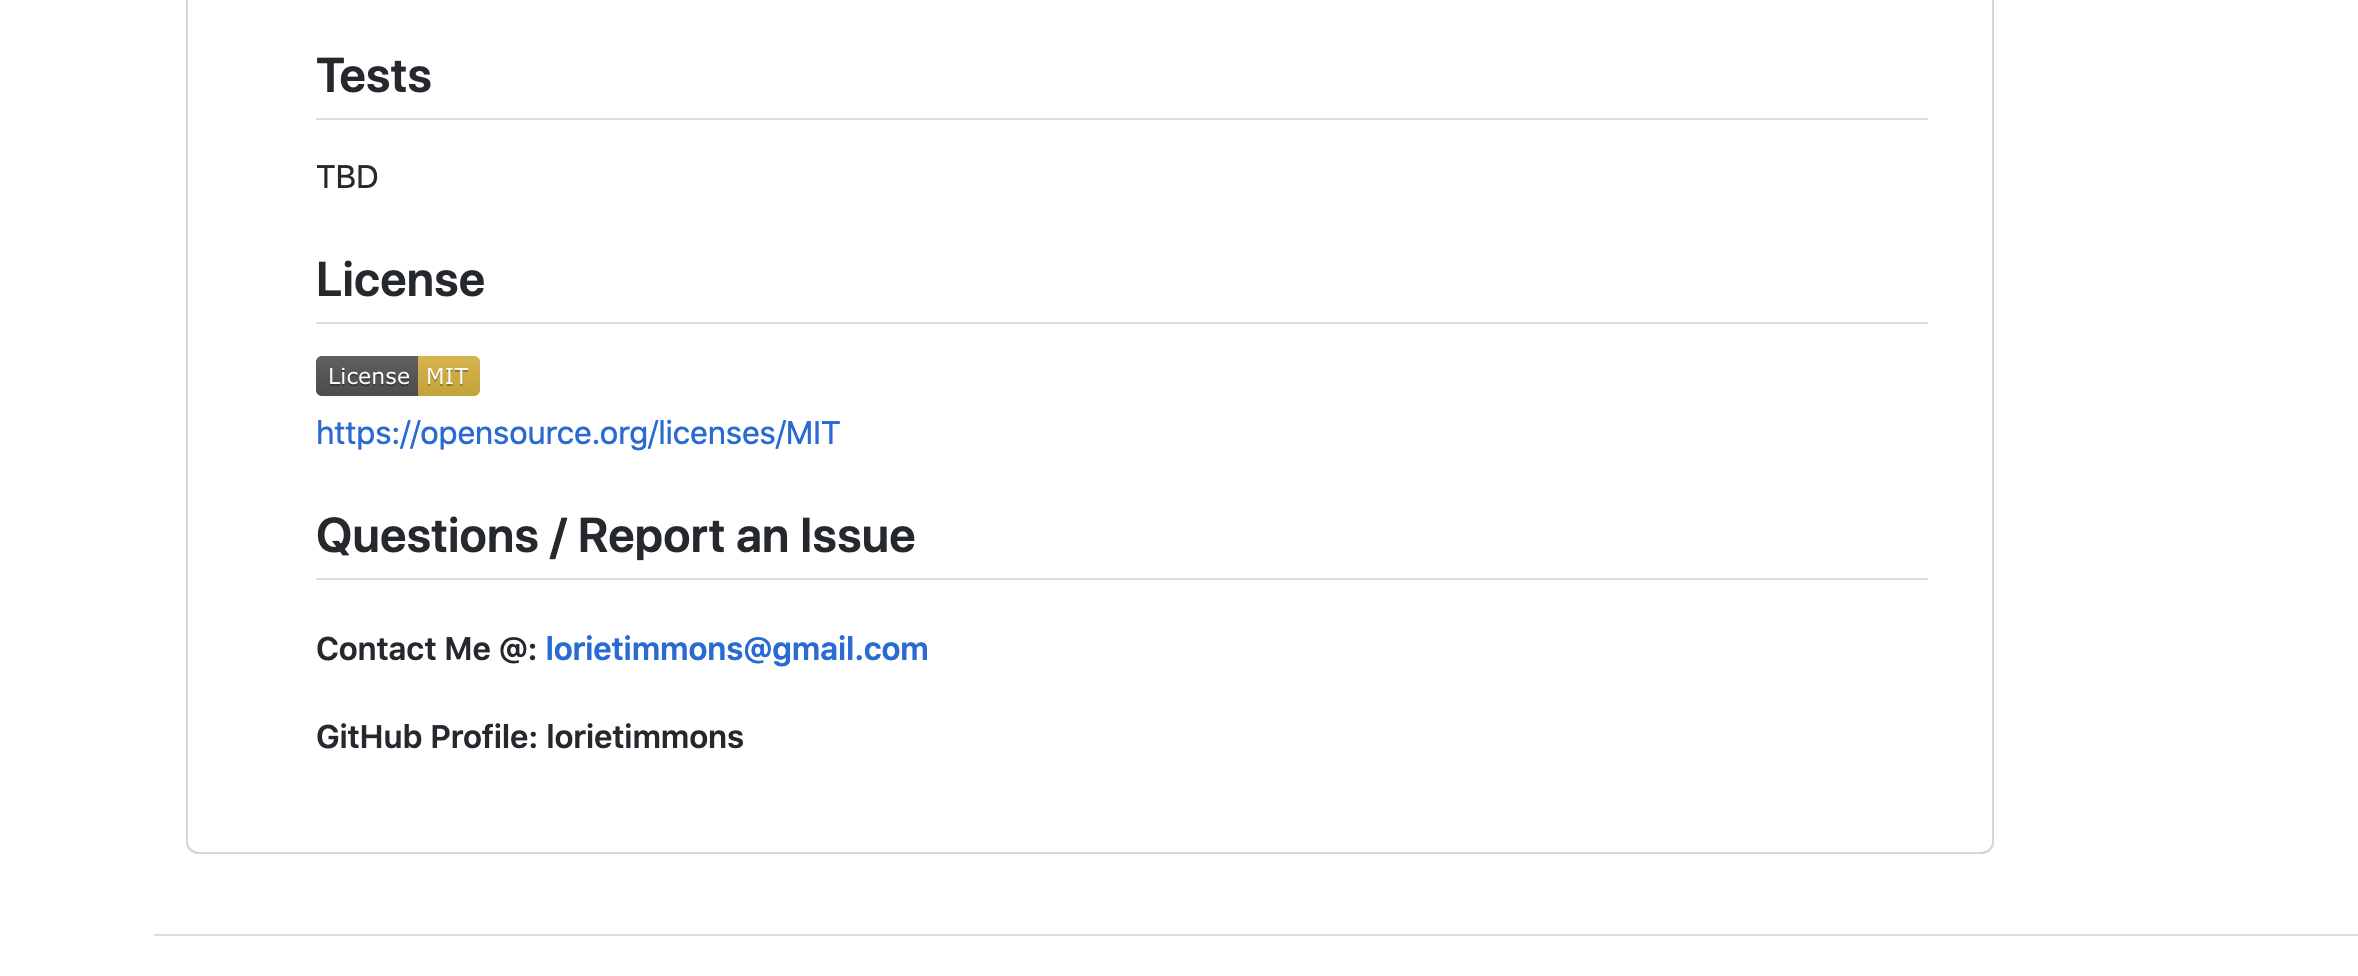 Tests
TBD
License
License MIT
https://opensource.org/licenses/MIT
Questions / Report an Issue
Contact Me @: lorietimmons@gmail.com
GitHub Profile: lorietimmons